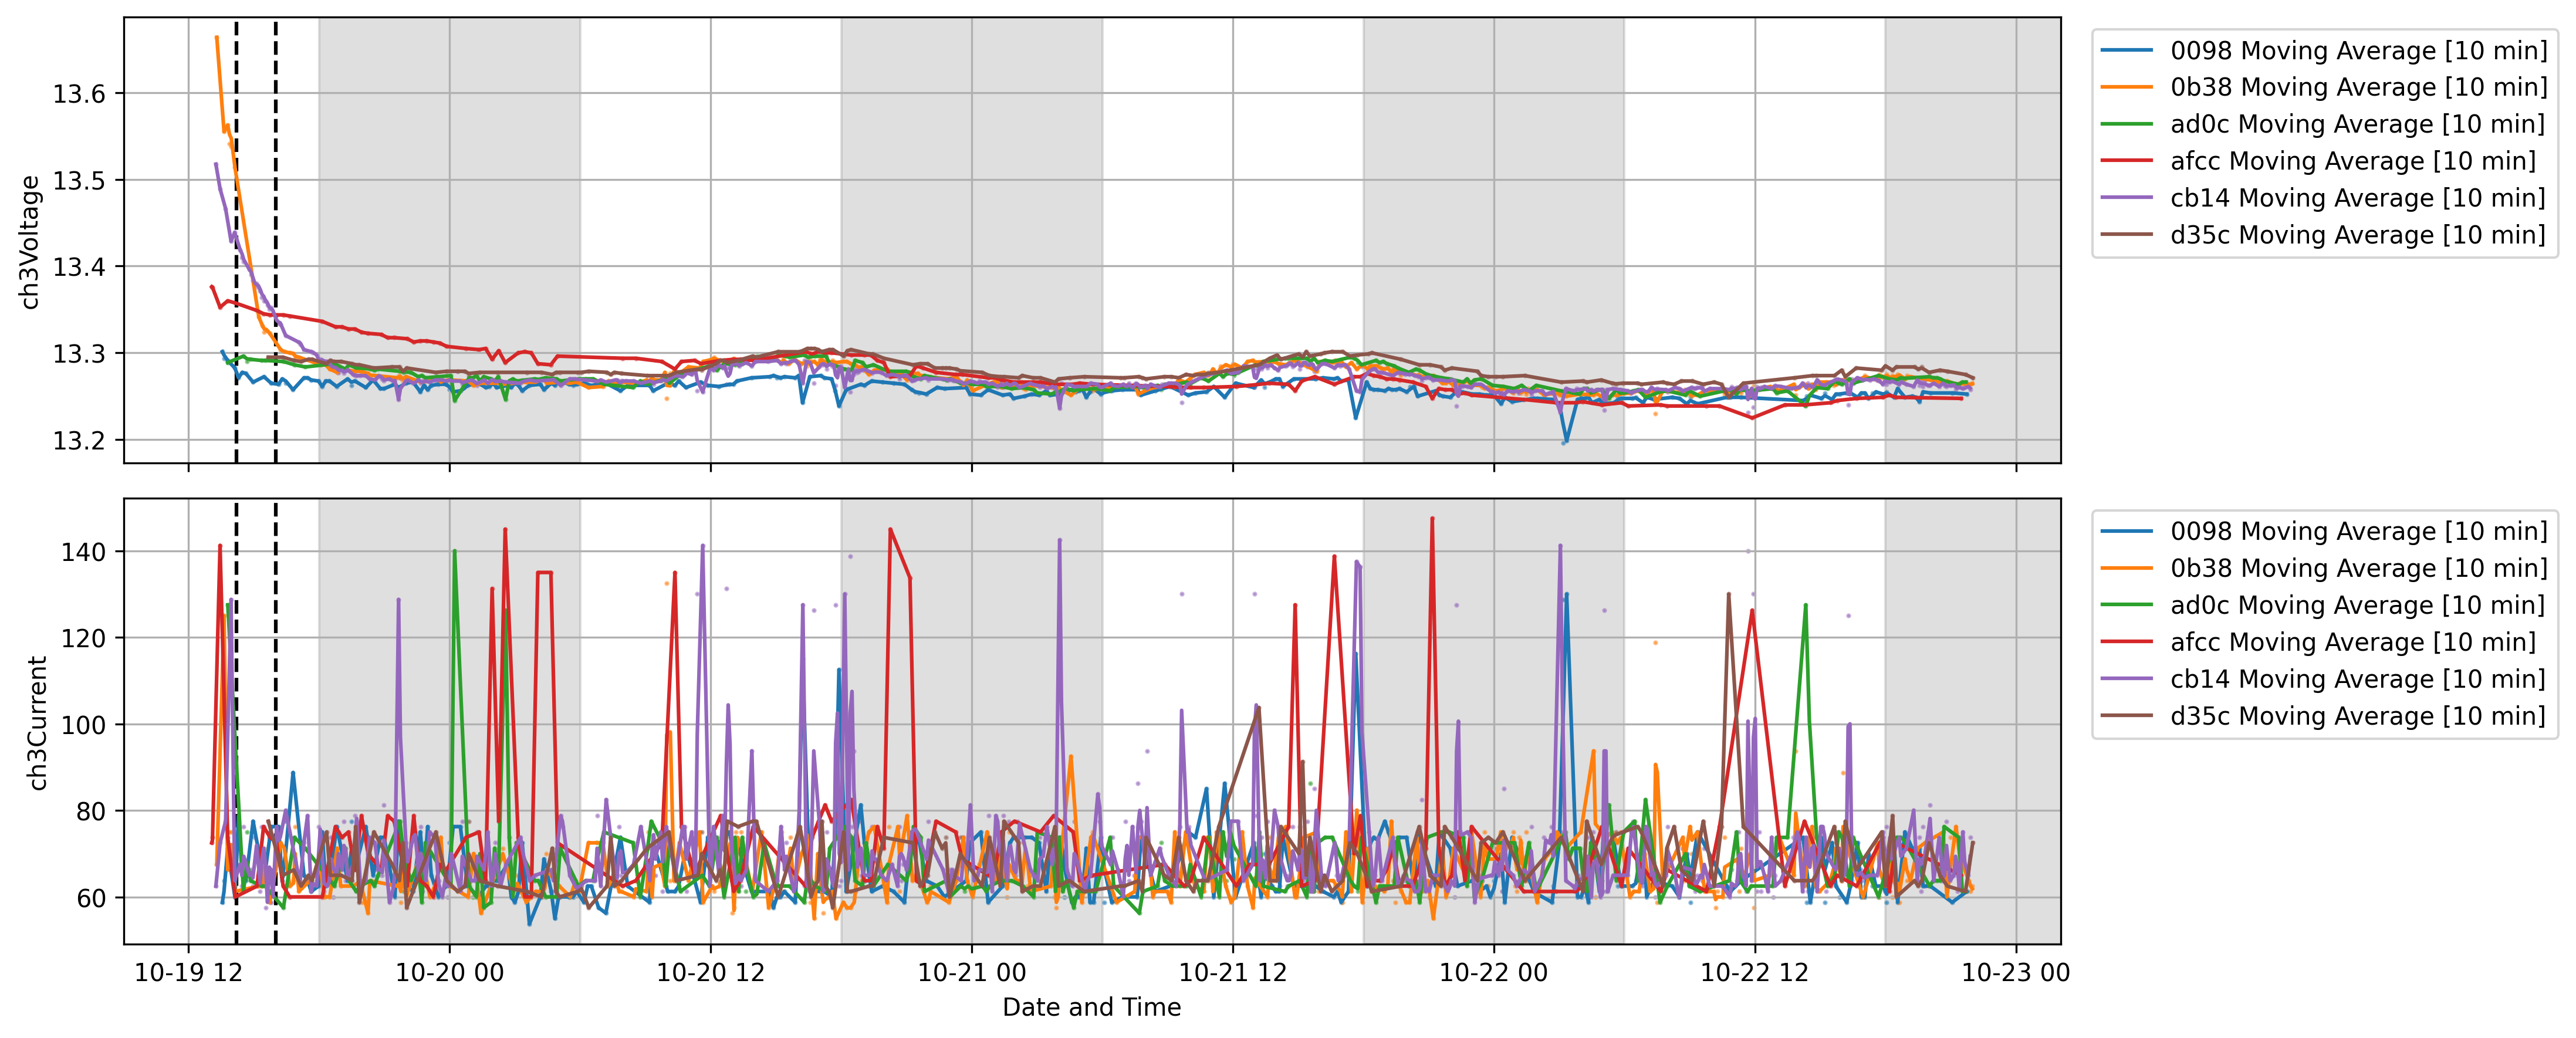 13.6
13.5
13.4
13.3
13.2
ch3Voltage
0098 Moving Average [10 min]
0b38 Moving Average [10 min]
ad0c Moving Average [10 min]
afcc Moving Average [10 min]
cb14 Moving Average [10 min]
d35c Moving Average [10 min]
140
120
100
80
60
ch3Current
0098 Moving Average [10 min]
0b38 Moving Average [10 min]
ad0c Moving Average [10 min]
afcc Moving Average [10 min]
cb14 Moving Average [10 min]
d35c Moving Average [10 min]
10-19 12 10-20 00 10-20 12 10-21 00 10-21 12 10-22 00 10-22 12 10-23 00
Date and Time